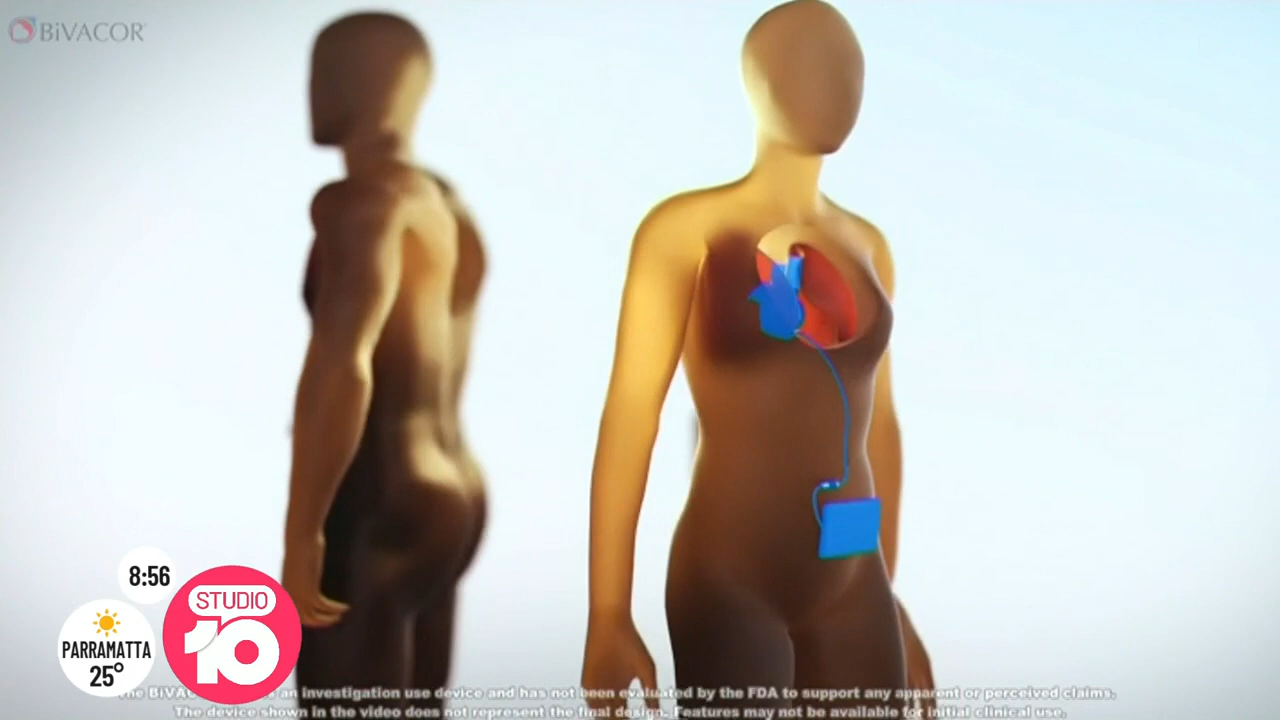 BiVACOR
8:56
STUDIO
10
PARRAMATTA
25°
is an investigation use device and has not been evaluated by the FDA to support any apparent or perceived claims.
The device shown in the video does not represent the final design. Features may not be available for initial clinical use.